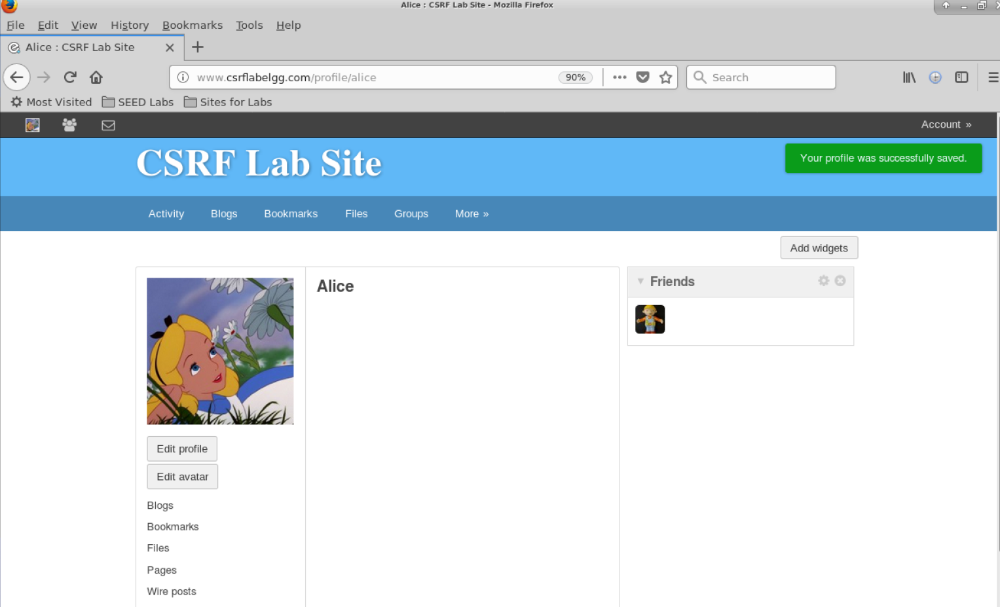 Alice : CSRF Lab Site - Mozilla Firefox
File Edit View History Bookmarks Tools Help
Alice : CSRF Lab Site
www.csrflabelgg.com/profile/alice 90% ••• Search
Most Visited SEED Labs Sites for Labs
Account »
CSRF Lab Site
Your profile was successfully saved.
Activity Blogs Bookmarks Files Groups More »
Add widgets
Alice
Friends
Edit profile
Edit avatar
Blogs
Bookmarks
Files
Pages
Wire posts